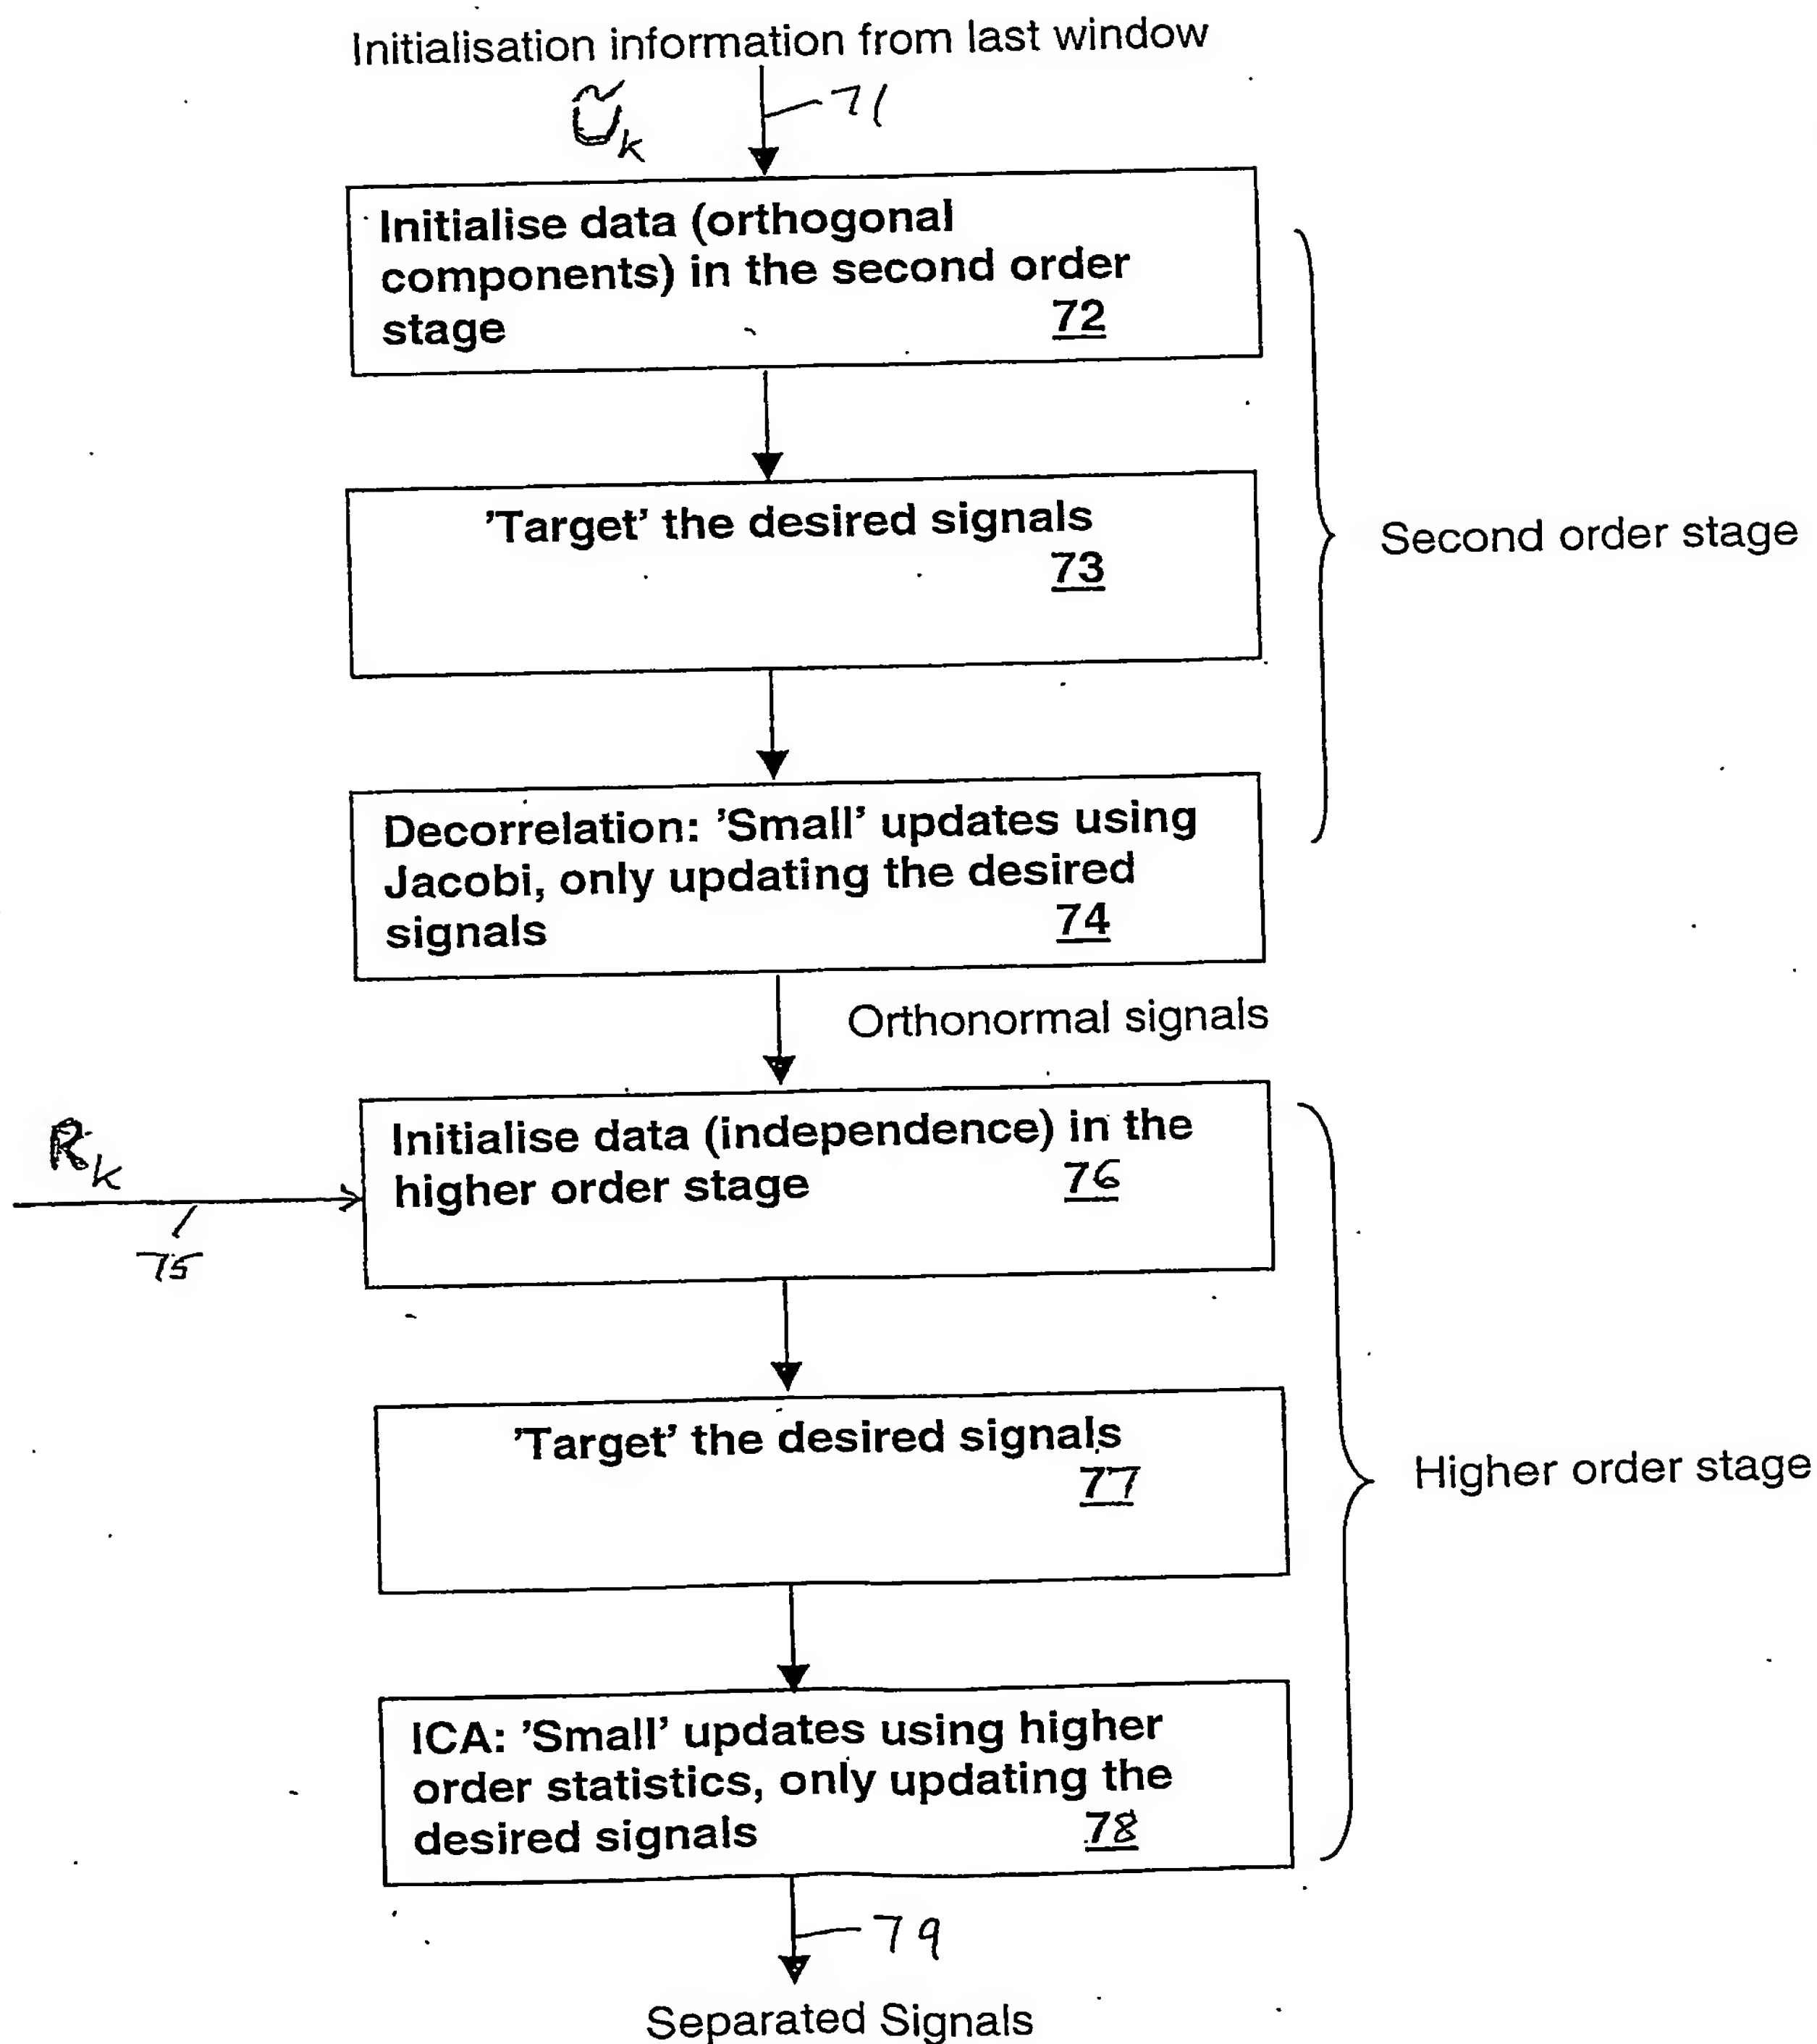 Initialisation information from last window
Ũk
71
Initialise data (orthogonal
components) in the second order
stage 72
'Target' the desired signals
73
Second order stage
Decorrelation: 'Small' updates using
Jacobi, only updating the desired
signals 74
Orthonormal signals
Rk
75
Initialise data (independence) in the
higher order stage 76
'Target' the desired signals
77
Higher order stage
ICA: 'Small' updates using higher
order statistics, only updating the
desired signals 78
79
Separated Signals